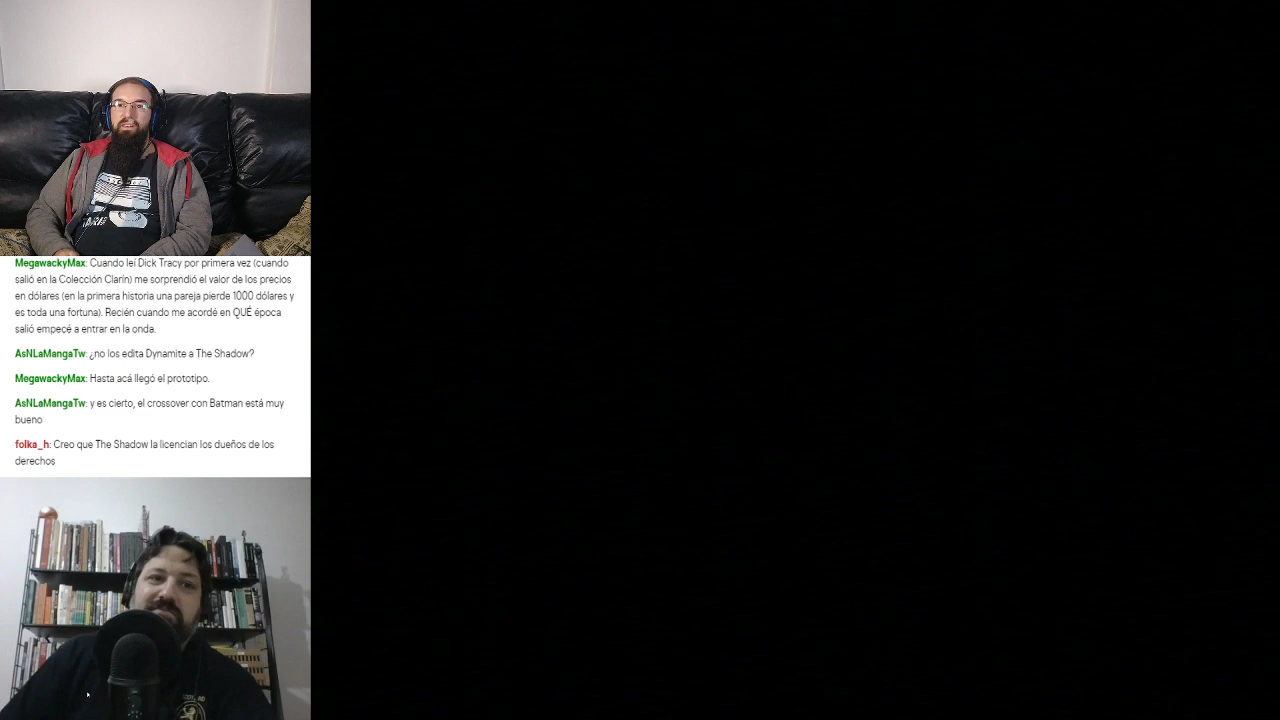 MegawackyMax: Cuando leí Dick Tracy por primera vez (cuando
salió en la Colección Clarín) me sorprendió el valor de los precios
en dólares (en la primera historia una pareja pierde 1000 dólares y
es toda una fortuna). Recién cuando me acordé en QUÉ época
salió empecé a entrar en la onda.
AsNLaMangaTw: ¿no los edita Dynamite a The Shadow?
MegawackyMax: Hasta acá llegó el prototipo.
AsNLaMangaTw: y es cierto, el crossover con Batman está muy
bueno
folka_h: Creo que The Shadow la licencian los dueños de los
derechos